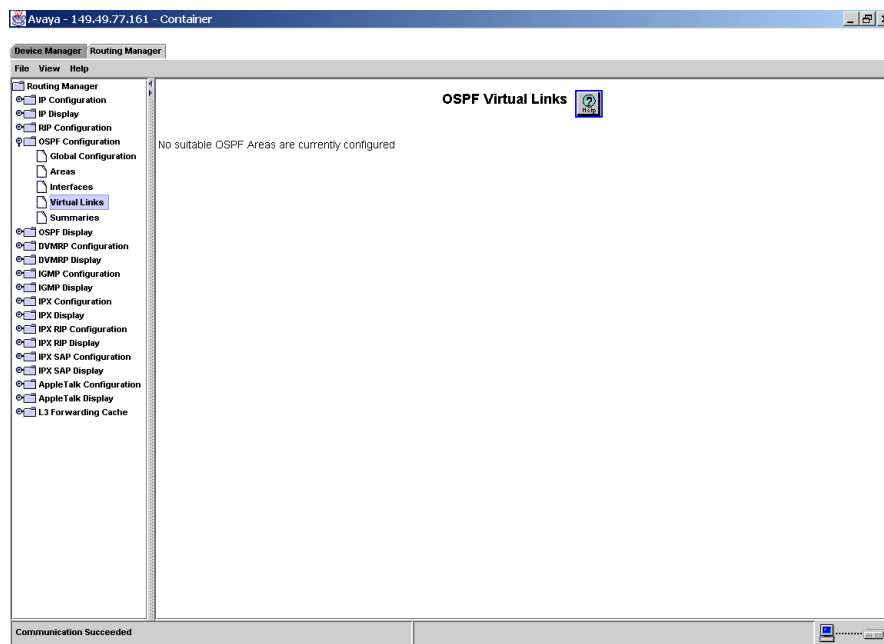 Avaya - 149.49.77.161 - Container
Device Manager Routing Manager
File View Help
Routing Manager
IP Configuration
IP Display
RIP Configuration
OSPF Configuration
Global Configuration
Areas
Interfaces
Virtual Links
Summaries
OSPF Display
DVMRP Configuration
DVMRP Display
IGMP Configuration
IGMP Display
IPX Configuration
IPX Display
IPX RIP Configuration
IPX RIP Display
IPX SAP Configuration
IPX SAP Display
AppleTalk Configuration
AppleTalk Display
L3 Forwarding Cache
OSPF Virtual Links
Help
No suitable OSPF Areas are currently configured
Communication Succeeded